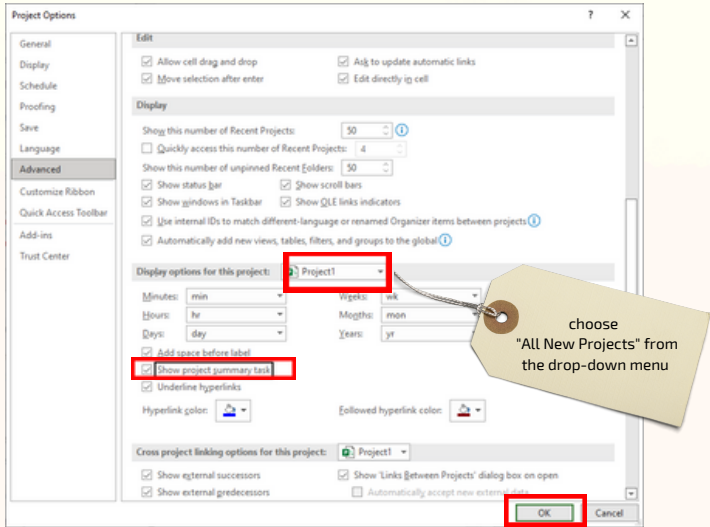 Project Options ? ×
General
Display
Schedule
Proofing
Save
Language
Advanced
Customize Ribbon
Quick Access Toolbar
Add-ins
Trust Center
Edit
Allow cell drag and drop
Ask to update automatic links
Move selection after enter
Edit directly in cell
Display
Show this number of Recent Projects: 50
Quickly access this number of Recent Projects: 4
Show this number of unpinned Recent Folders: 50
Show status bar
Show scroll bars
Show windows in Taskbar
Show OLE links indicators
Use internal IDs to match different-language or renamed Organizer items between projects
Automatically add new views, tables, filters, and groups to the global
Display options for this project: Project1
Minutes: min
Weeks: wk
Hours: hr
Months: mon
Days: day
Years: yr
Add space before label
Show project summary task
Underline hyperlinks
Hyperlink color:
Followed hyperlink color:
Cross project linking options for this project: Project1
Show external successors
Show 'Links Between Projects' dialog box on open
Show external predecessors
Automatically accept new external data
OK
Cancel
choose
"All New Projects" from
the drop-down menu